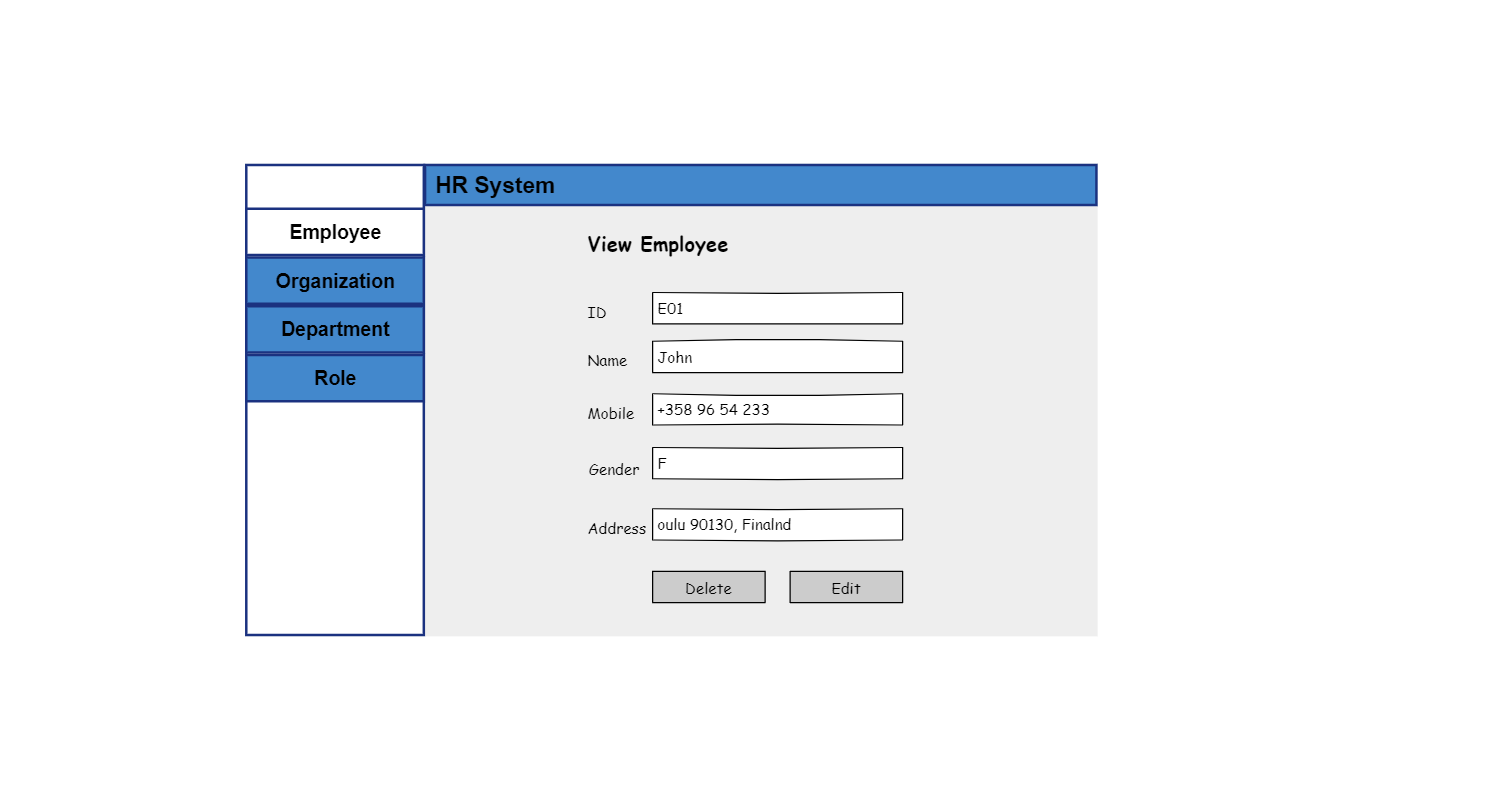 HR System
Employee
Organization
Department
Role
View Employee
ID E01
Name John
Mobile +358 96 54 233
Gender F
Address oulu 90130, Finalnd
Delete Edit